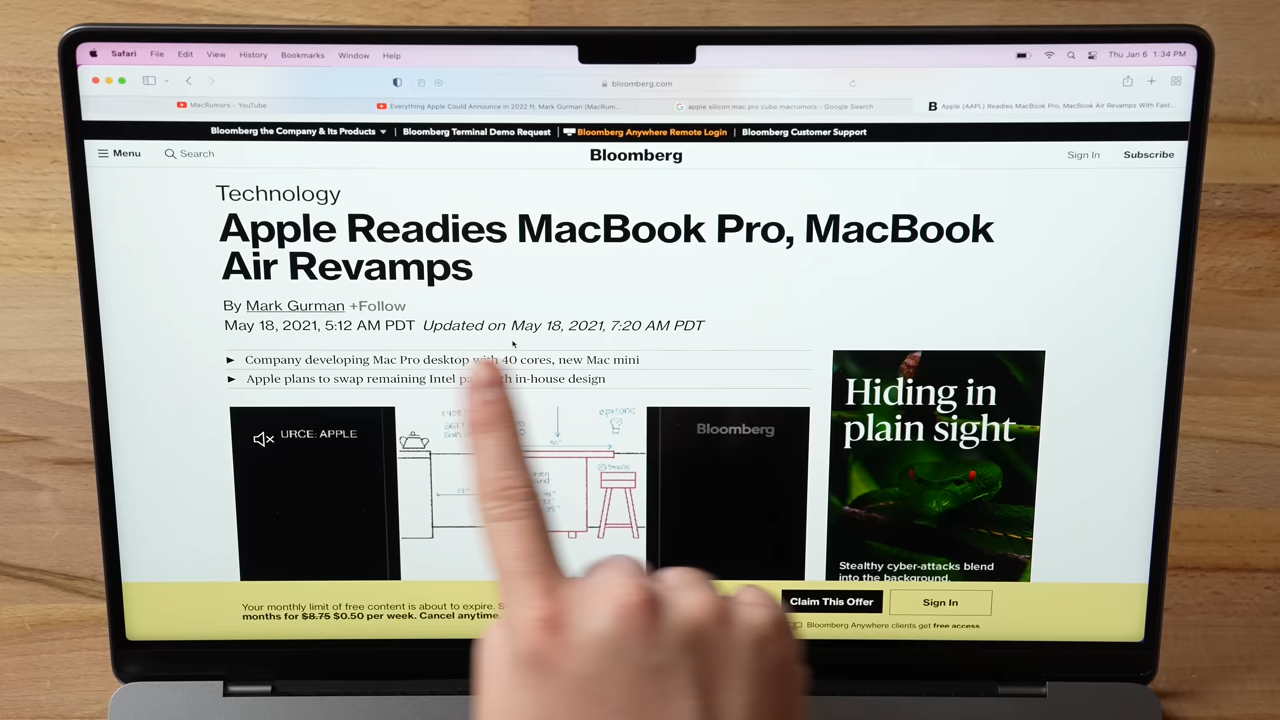 Safari File Edit View History Bookmarks Window Help
Thu Jan 6 1:34 PM
bloomberg.com
MacRumors – YouTube
Everything Apple Could Announce in 2022 ft. Mark Gurman (MacRum...
apple silicon mac pro cube macrumors – Google Search
B Apple (AAPL) Readies MacBook Pro, MacBook Air Revamps With Fast...
Bloomberg the Company & Its Products | Bloomberg Terminal Demo Request | Bloomberg Anywhere Remote Login | Bloomberg Customer Support
Menu Search Bloomberg Sign In Subscribe
Technology
Apple Readies MacBook Pro, MacBook
Air Revamps
By Mark Gurman +Follow
May 18, 2021, 5:12 AM PDT Updated on May 18, 2021, 7:20 AM PDT
Company developing Mac Pro desktop with 40 cores, new Mac mini
Apple plans to swap remaining Intel with in-house design
URCE: APPLE
options
Bloomberg
Hiding in
plain sight
Stealthy cyber-attacks blend
into the background.
Your monthly limit of free content is about to expire.
months for $8.75 $0.50 per week. Cancel anytime.
Claim This Offer
Sign In
Bloomberg Anywhere clients get free access